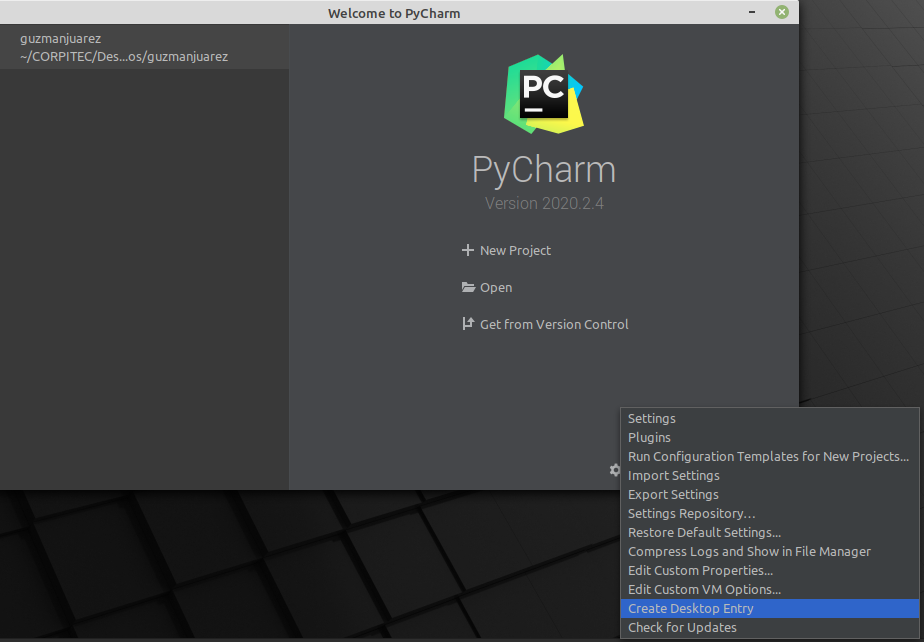 Welcome to PyCharm
guzmanjuarez
~/CORPITEC/Des...os/guzmanjuarez
PC
PyCharm
Version 2020.2.4
New Project
Open
Get from Version Control
Settings
Plugins
Run Configuration Templates for New Projects...
Import Settings
Export Settings
Settings Repository...
Restore Default Settings...
Compress Logs and Show in File Manager
Edit Custom Properties...
Edit Custom VM Options...
Create Desktop Entry
Check for Updates